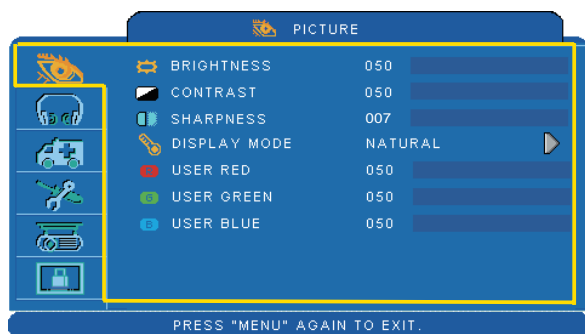 PICTURE
BRIGHTNESS 050
CONTRAST 050
SHARPNESS 007
DISPLAY MODE NATURAL
R USER RED 050
G USER GREEN 050
B USER BLUE 050
PRESS "MENU" AGAIN TO EXIT.